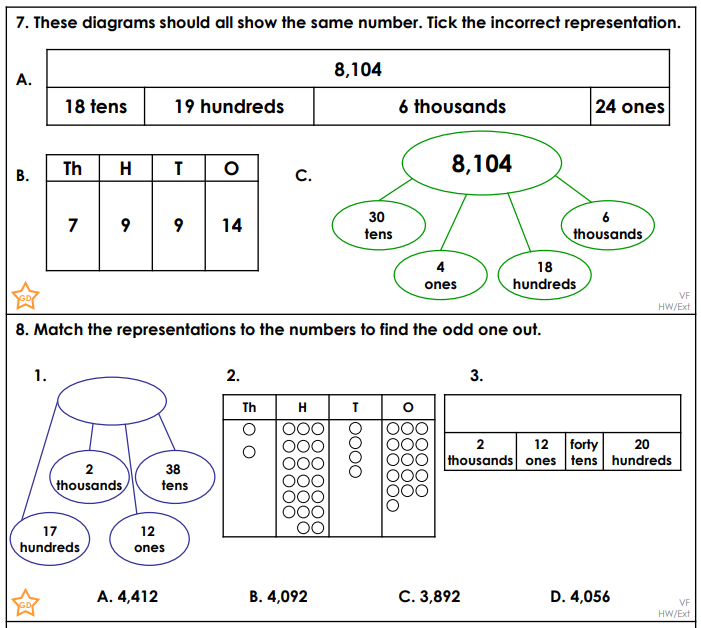 7. These diagrams should all show the same number. Tick the incorrect representation.
A.
8,104
18 tens 19 hundreds 6 thousands 24 ones
B.
Th H T O
7 9 9 14
C.
8,104
30
tens
4
ones
18
hundreds
6
thousands
GD
VF
HW/Ext
8. Match the representations to the numbers to find the odd one out.
1.
2
thousands
38
tens
17
hundreds
12
ones
2.
Th H T O
3.
2
thousands
12
ones
forty
tens
20
hundreds
GD
A. 4,412 B. 4,092 C. 3,892 D. 4,056
VF
HW/Ext